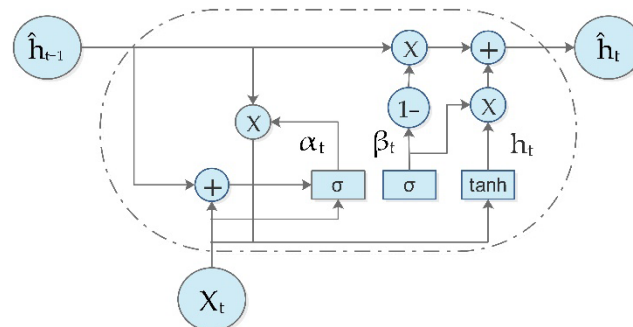 ĥₜ₋₁
X
+
ĥₜ
1-
X
X
αₜ
βₜ
hₜ
+
σ
σ
tanh
Xₜ